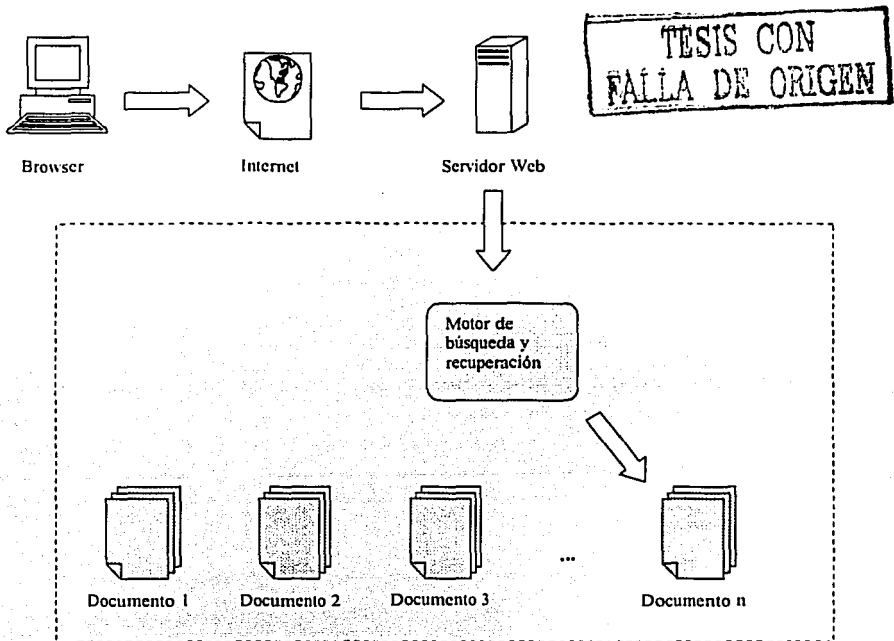 TESIS CON
FALLA DE ORIGEN
Browser
Internet
Servidor Web
Motor de
búsqueda y
recuperación
...
Documento 1
Documento 2
Documento 3
Documento n